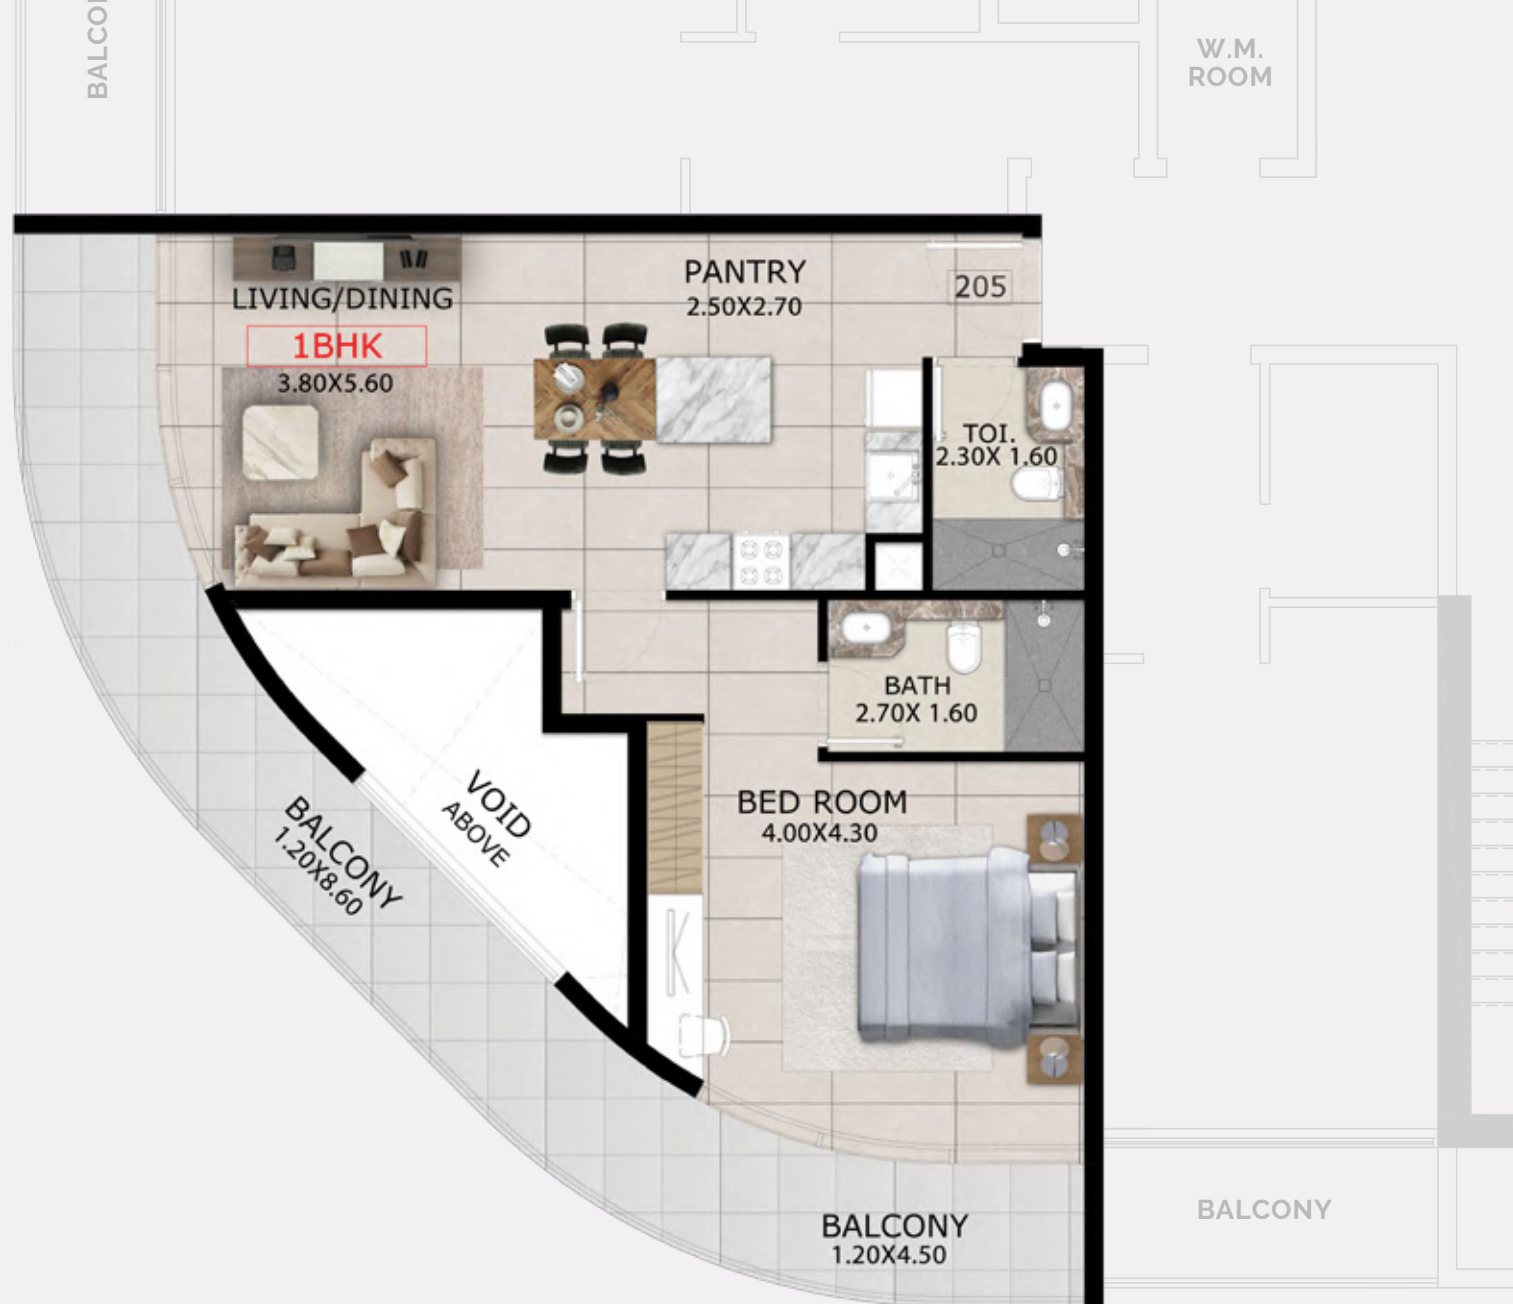 BALCO
W.M.
ROOM
PANTRY
2.50X2.70
205
LIVING/DINING
1BHK
3.80X5.60
TOI.
2.30X 1.60
BATH
2.70X 1.60
VOID
ABOVE
BED ROOM
4.00X4.30
BALCONY
1.20X8.60
BALCONY
1.20X4.50
BALCONY